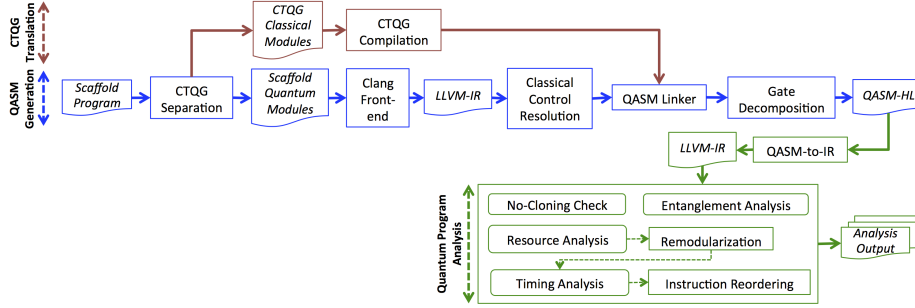 CTQG
Translation
CTQG
Classical
Modules
CTQG
Compilation
QASM
Generation
Scaffold
Program
CTQG
Separation
Scaffold
Quantum
Modules
Clang
Front-
end
LLVM-IR
Classical
Control
Resolution
QASM Linker
Gate
Decomposition
QASM-HL
LLVM-IR
QASM-to-IR
Quantum Program
Analysis
No-Cloning Check
Entanglement Analysis
Resource Analysis
Remodularization
Timing Analysis
Instruction Reordering
Analysis
Output